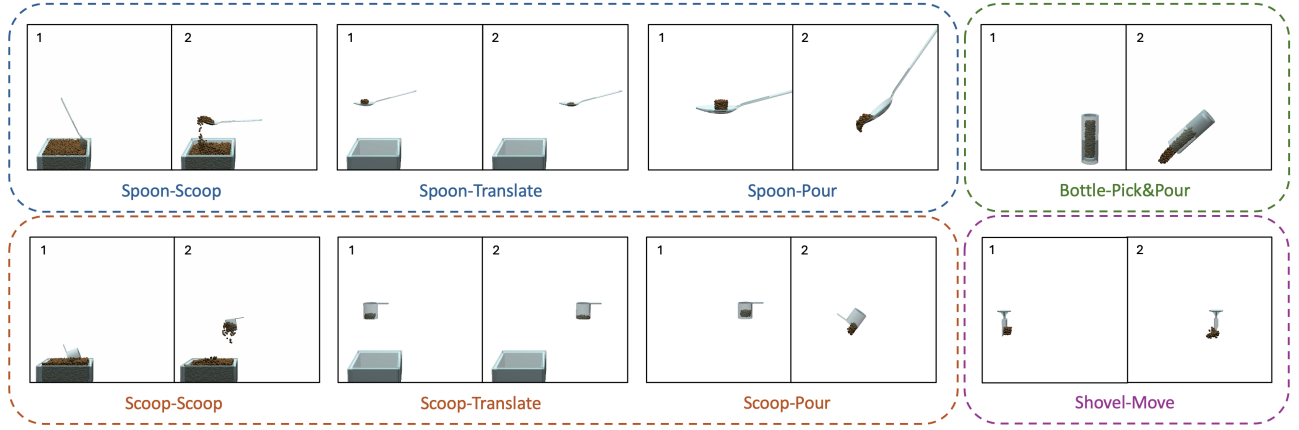 1 2 1 2 1 2 1 2
Spoon-Scoop Spoon-Translate Spoon-Pour Bottle-Pick&Pour
1 2 1 2 1 2 1 2
Scoop-Scoop Scoop-Translate Scoop-Pour Shovel-Move